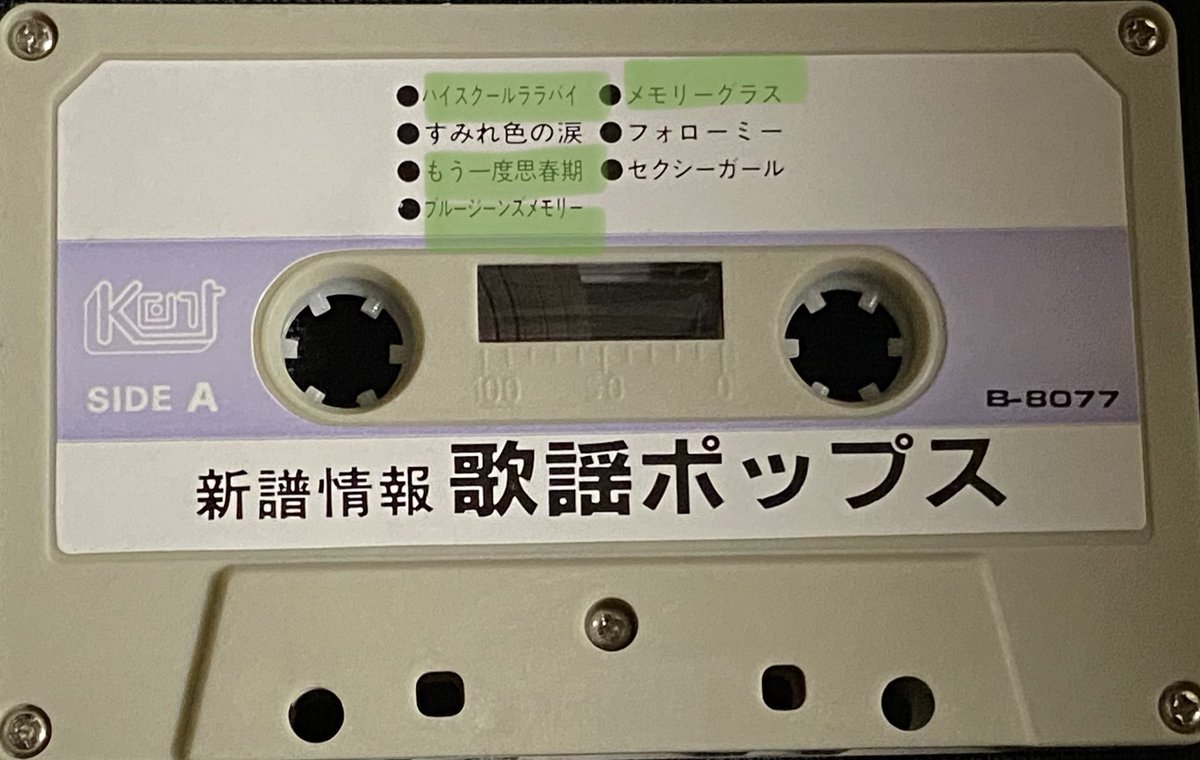 ●ハイスクールララバイ
●すみれ色の涙
●もう一度思春期
●ブルージーンズメモリー
●メモリーグラス
●フォローミー
●セクシーガール
Kent
SIDE A
100 50 0
B-8077
新譜情報 歌謡ポップス